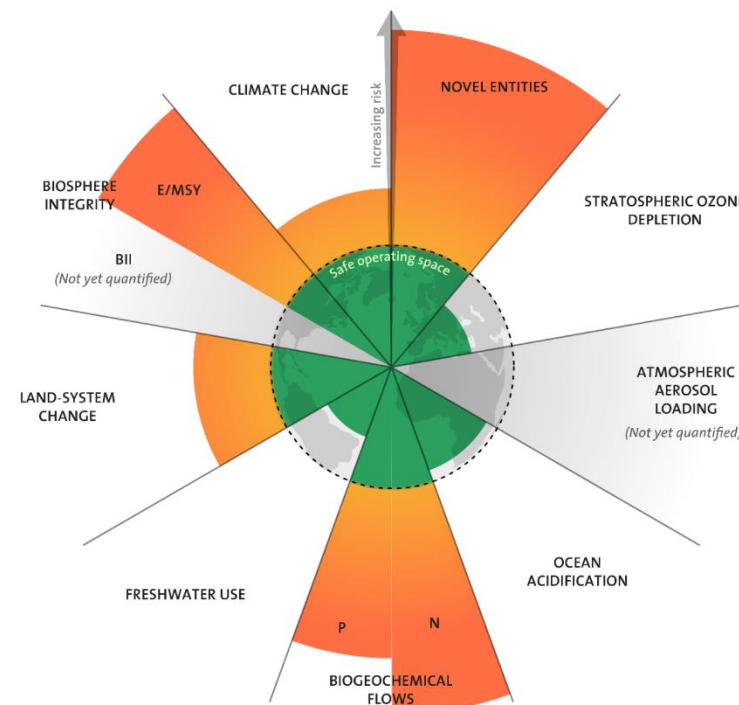 CLIMATE CHANGE
NOVEL ENTITIES
Increasing risk
BIOSPHERE
INTEGRITY
E/MSY
STRATOSPHERIC OZONE
DEPLETION
BII
(Not yet quantified)
Safe operating space
ATMOSPHERIC
AEROSOL
LOADING
(Not yet quantified)
LAND-SYSTEM
CHANGE
OCEAN
ACIDIFICATION
FRESHWATER USE
P
N
BIOGEOCHEMICAL
FLOWS